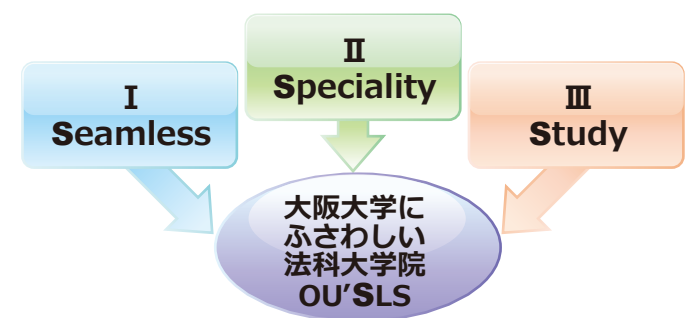 Ⅰ
Seamless
Ⅱ
Speciality
Ⅲ
Study
大阪大学に
ふさわしい
法科大学院
OU’SLS